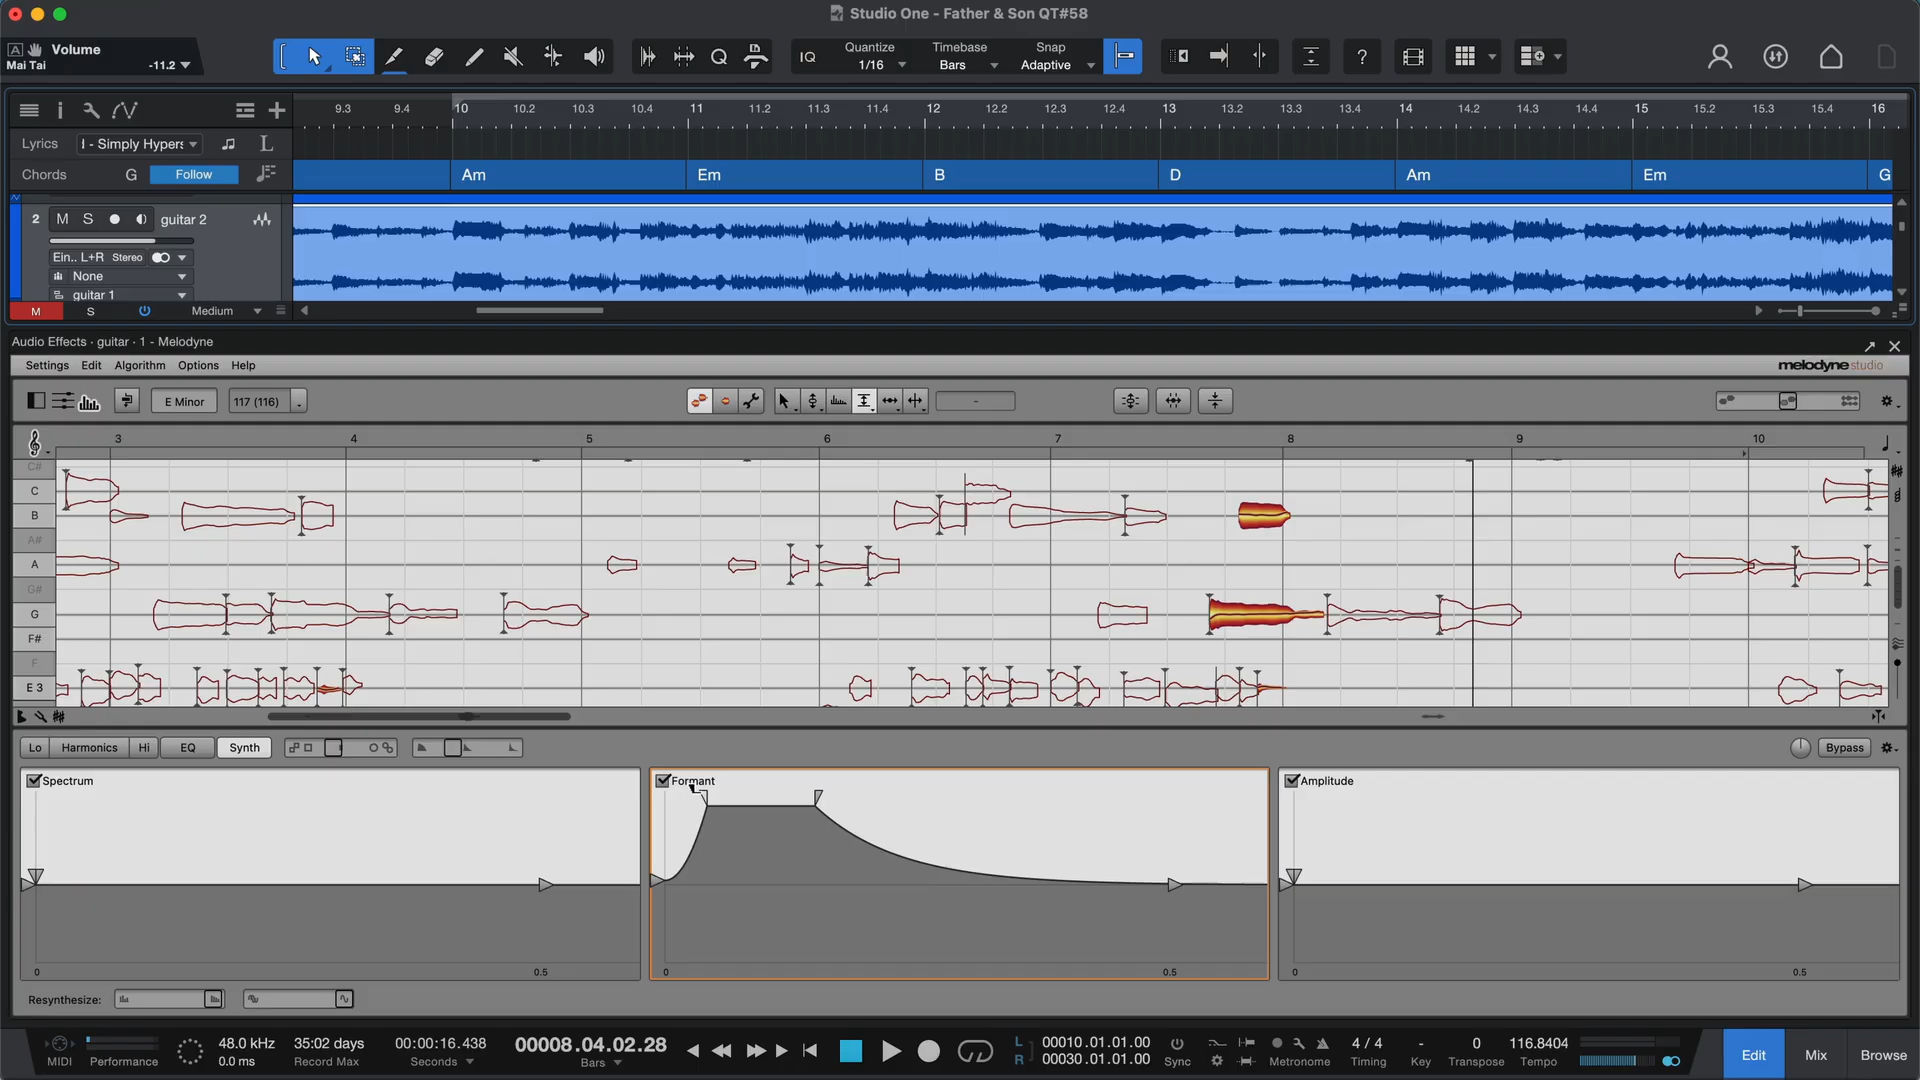 Studio One - Father & Son QT#58
A Volume
Mai Tai -11.2
IQ Quantize 1/16
Timebase Bars
Snap Adaptive
?
9.3 9.4 10 10.2 10.3 10.4 11 11.2 11.3 11.4 12 12.2 12.3 12.4 13 13.2 13.3 13.4 14 14.2 14.3 14.4 15 15.2 15.3 15.4 16
Lyrics - Simply Hypers L
Chords G Follow
Am Em B D Am Em G
2 M S guitar 2
Ein.. L+R Stereo
None
guitar 1
M S Medium
Audio Effects · guitar · 1 - Melodyne
Settings Edit Algorithm Options Help
melodyne studio
E Minor 117 (116) -
3 4 5 6 7 8 9 10
C#
C
B
A#
A
G#
G
F#
F
E 3
Lo Harmonics Hi EQ Synth Bypass
Spectrum
0 0.5
Formant
0 0.5
Amplitude
0 0.5
Resynthesize:
MIDI
Performance
48.0 kHz
0.0 ms
35:02 days
Record Max
00:00:16.438
Seconds
00008.04.02.28
Bars
L 00010.01.01.00
R 00030.01.01.00
Sync
Metronome
4 / 4
Timing
-
Key
0
Transpose
116.8404
Tempo
Edit Mix Browse